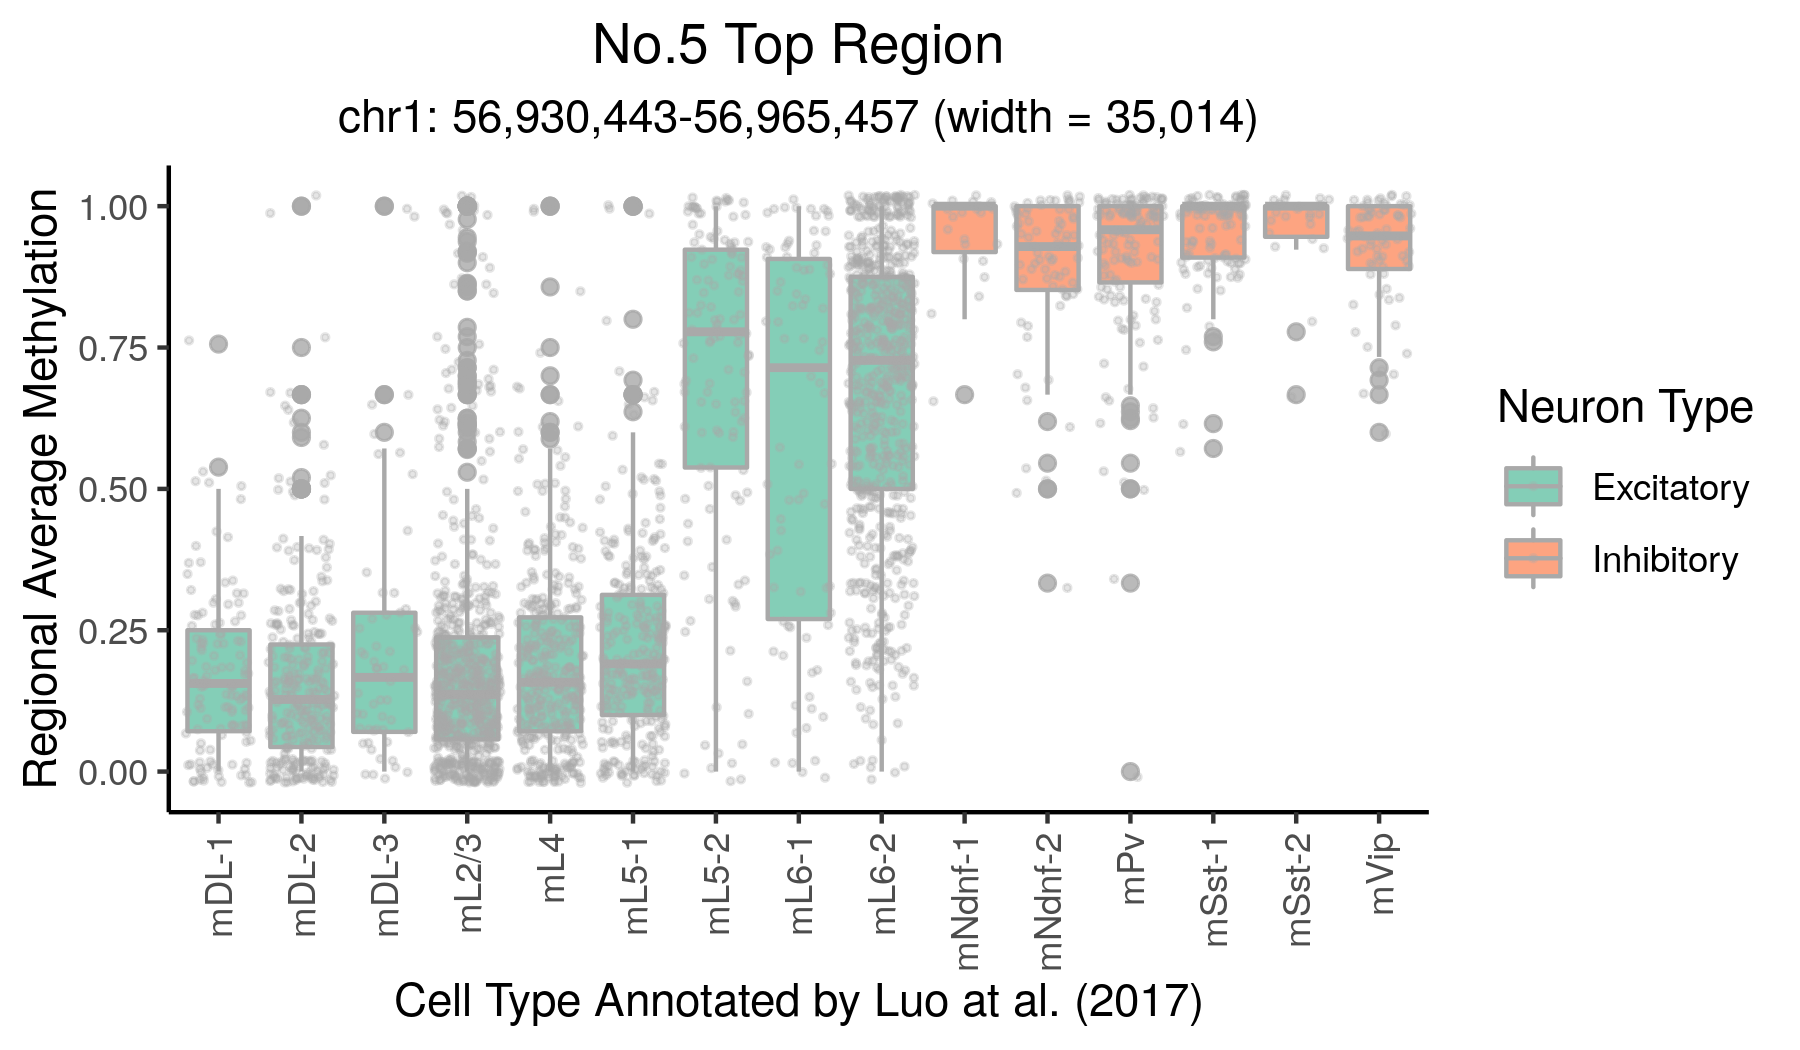 No.5 Top Region
chr1: 56,930,443-56,965,457 (width = 35,014)
Regional Average Methylation
1.00
0.75
0.50
0.25
0.00
mDL-1
mDL-2
mDL-3
mL2/3
mL4
mL5-1
mL5-2
mL6-1
mL6-2
mNdnf-1
mNdnf-2
mPv
mSst-1
mSst-2
mVip
Cell Type Annotated by Luo at al. (2017)
Neuron Type
Excitatory
Inhibitory